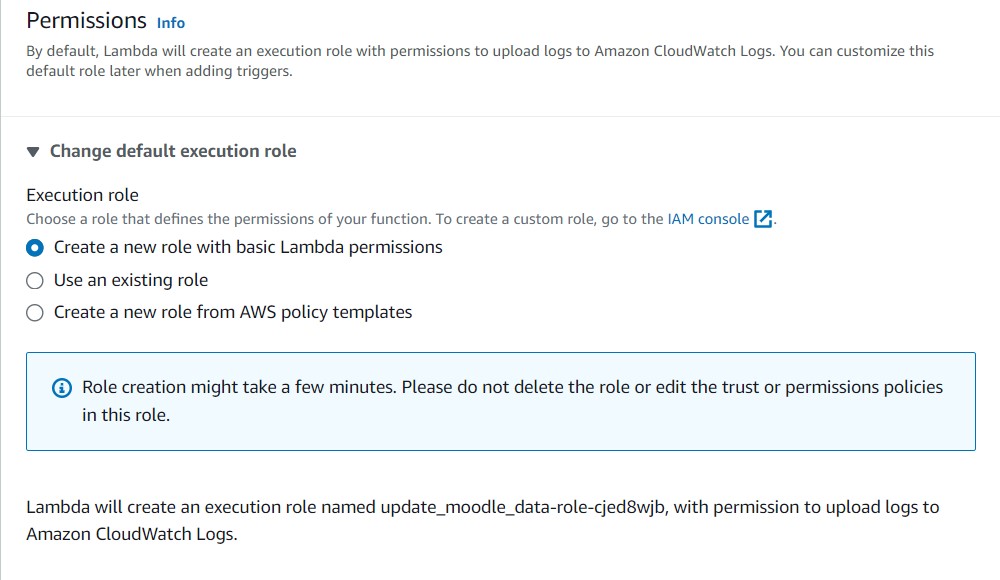 Permissions Info
By default, Lambda will create an execution role with permissions to upload logs to Amazon CloudWatch Logs. You can customize this
default role later when adding triggers.
Change default execution role
Execution role
Choose a role that defines the permissions of your function. To create a custom role, go to the IAM console.
Create a new role with basic Lambda permissions
Use an existing role
Create a new role from AWS policy templates
Role creation might take a few minutes. Please do not delete the role or edit the trust or permissions policies
in this role.
Lambda will create an execution role named update_moodle_data-role-cjed8wjb, with permission to upload logs to
Amazon CloudWatch Logs.